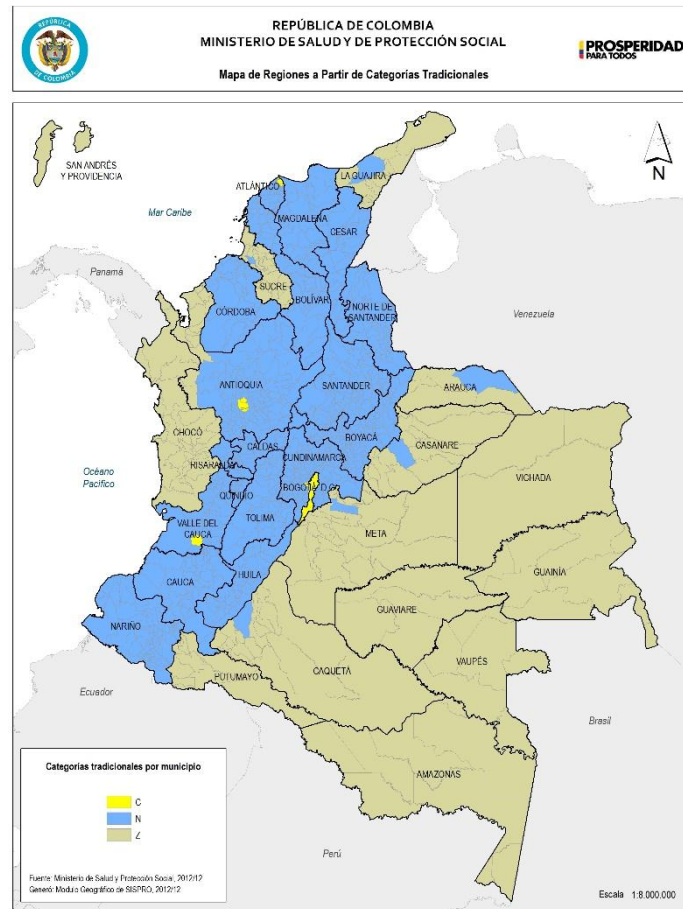 REPÚBLICA DE COLOMBIA
MINISTERIO DE SALUD Y DE PROTECCIÓN SOCIAL
Mapa de Regiones a Partir de Categorías Tradicionales
REPÚBLICA
DE COLOMBIA
PROSPERIDAD
PARA TODOS
SAN ANDRÉS
Y PROVIDENCIA
N
LA GUAJIRA
ATLÁNTICO
Mar Caribe
MAGDALENA
CESAR
Panamá
SUCRE
BOLÍVAR
CÓRDOBA
NORTE DE
SANTANDER
Venezuela
ANTIOQUIA
SANTANDER
ARAUCA
CHOCÓ
BOYACÁ
CASANARE
CALDAS
CUNDINAMARCA
RISARALDA
Océano
Pacífico
VICHADA
BOGOTÁ D.C.
QUINDIO
VALLE DEL
CAUCA
TOLIMA
META
GUAINÍA
HUILA
CAUCA
GUAVIARE
NARIÑO
VAUPÉS
CAQUETÁ
PUTUMAYO
Ecuador
Brasil
AMAZONAS
Perú
Categorías tradicionales por municipio
C
N
Z
Fuente: Ministerio de Salud y Protección Social, 2012/12
Generó: Modulo Geográfico de SISPRO, 2012/12
Escala 1:8.000.000